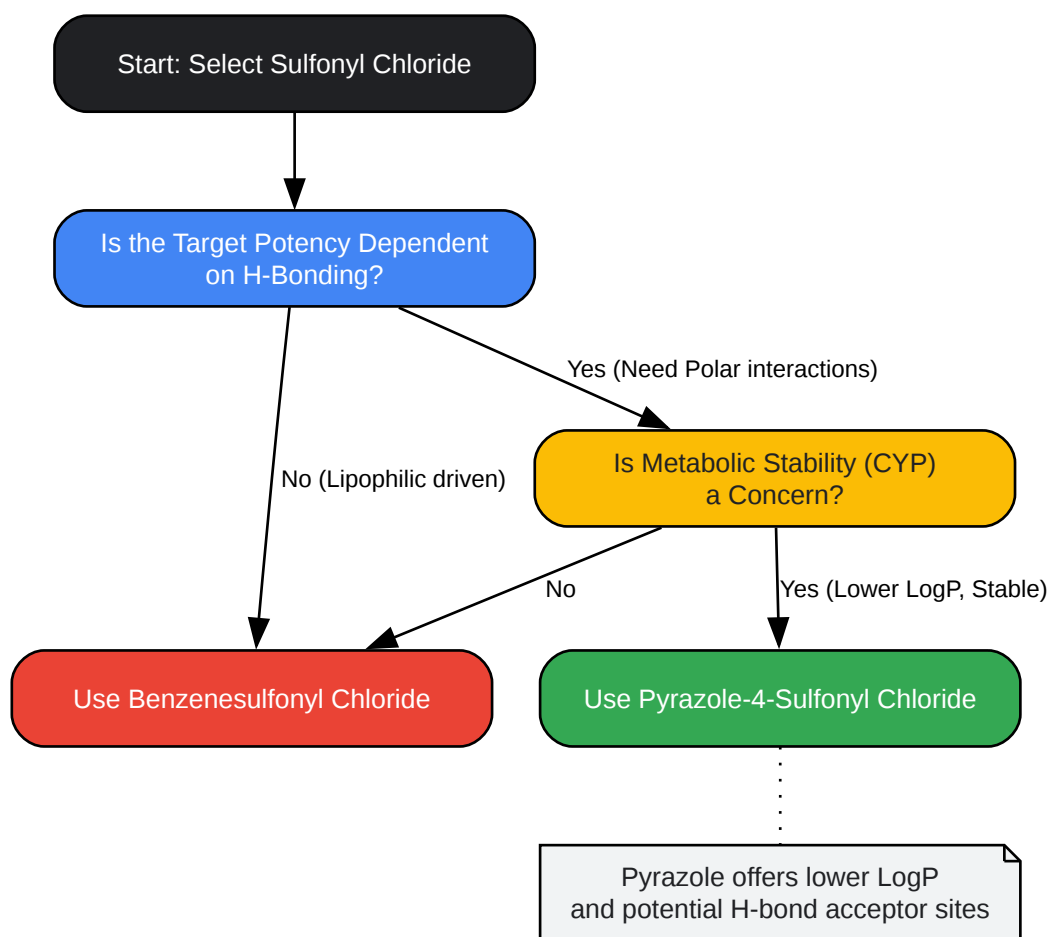 Start: Select Sulfonyl Chloride
Is the Target Potency Dependent
on H-Bonding?
Yes (Need Polar interactions)
Is Metabolic Stability (CYP)
a Concern?
No (Lipophilic driven)
No
Yes (Lower LogP, Stable)
Use Benzenesulfonyl Chloride
Use Pyrazole-4-Sulfonyl Chloride
Pyrazole offers lower LogP
and potential H-bond acceptor sites